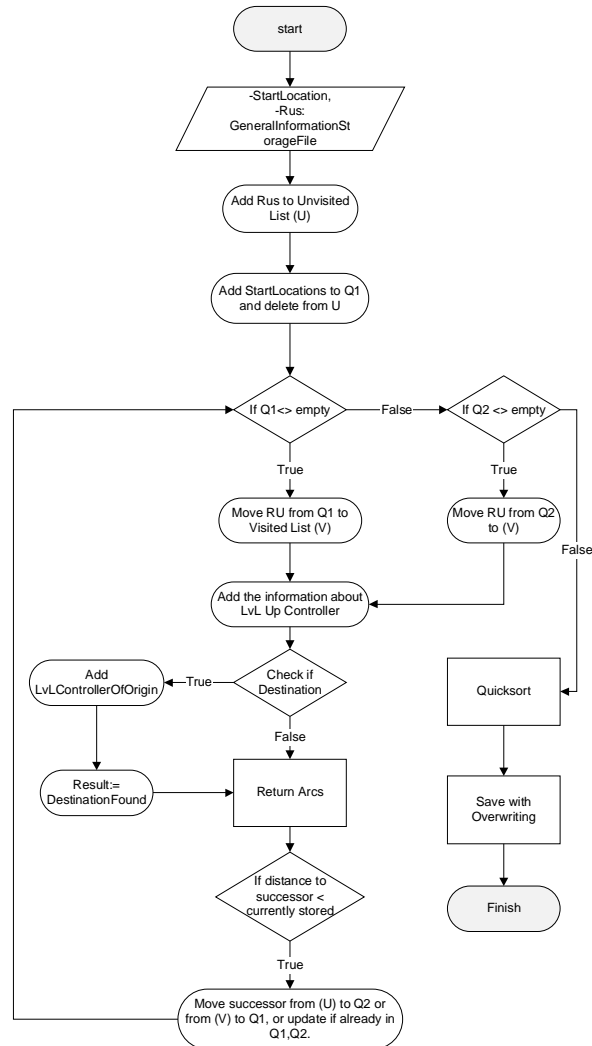 start
-StartLocation,
-Rus:
GeneralInformationSt
orageFile
Add Rus to Unvisited
List (U)
Add StartLocations to Q1
and delete from U
If Q1<> empty
False
If Q2 <> empty
True
True
Move RU from Q1 to
Visited List (V)
Move RU from Q2
to (V)
False
Add the information about
LvL Up Controller
Check if
Destination
True
Add
LvLControllerOfOrigin
Quicksort
False
Result:=
DestinationFound
Return Arcs
Save with
Overwriting
If distance to
successor <
currently stored
Finish
True
Move successor from (U) to Q2 or
from (V) to Q1, or update if already in
Q1,Q2.